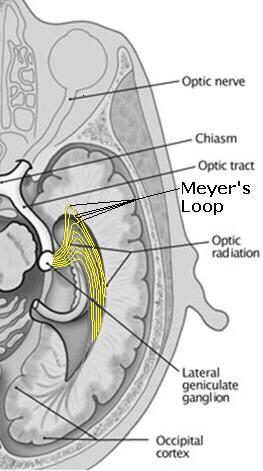 Optic nerve
Chiasm
Optic tract
Meyer's
Loop
Optic
radiation
Lateral
geniculate
ganglion
Occipital
cortex